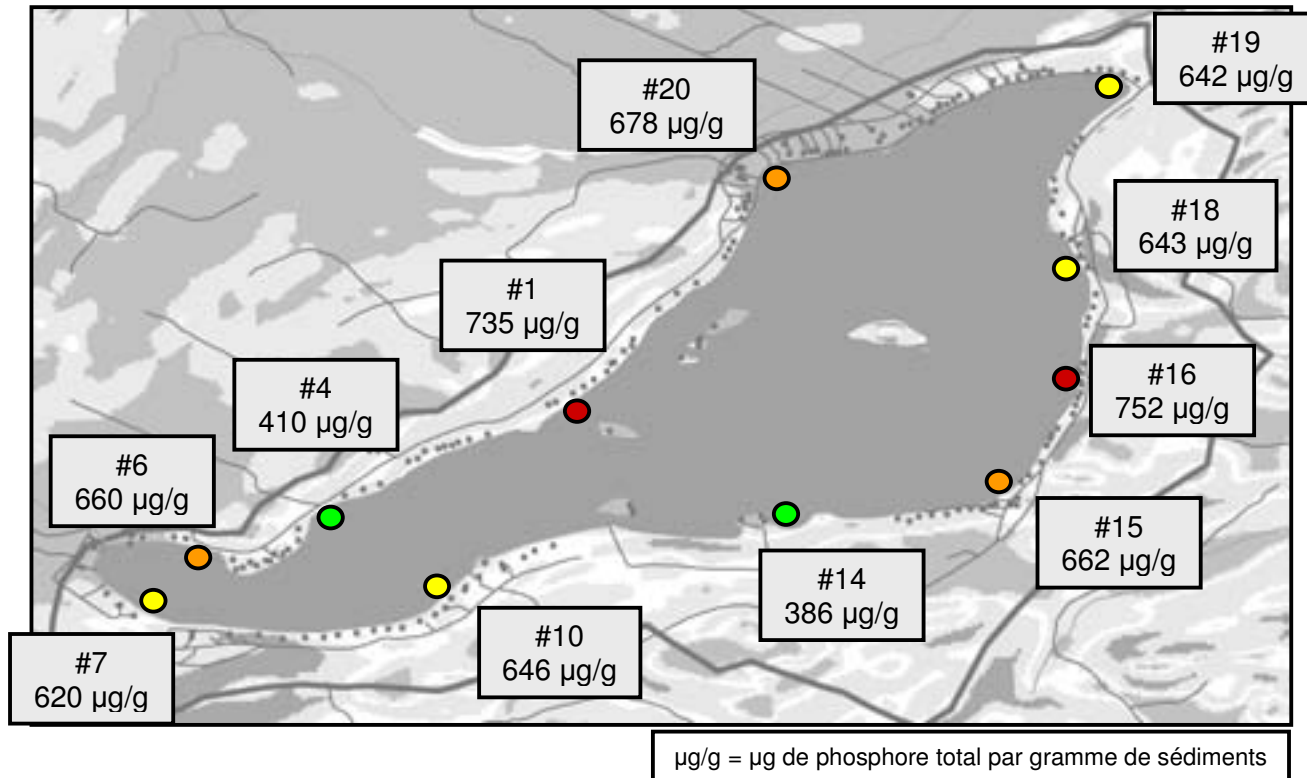 #19
642 µg/g
#20
678 µg/g
#18
643 µg/g
#1
735 µg/g
#16
752 µg/g
#4
410 µg/g
#6
660 µg/g
#15
662 µg/g
#14
386 µg/g
#10
646 µg/g
#7
620 µg/g
µg/g = µg de phosphore total par gramme de sédiments